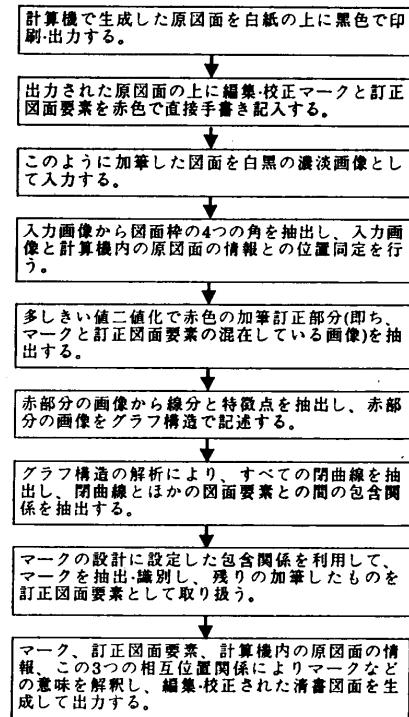 計算機で生成した原図面を白紙の上に黒色で印
刷·出力する。
出力された原図面の上に編集·校正マークと訂正
図面要素を赤色で直接手書き記入する。
このように加筆した図面を白黒の濃淡画像とし
て入力する。
入力画像から図面枠の4つの角を抽出し、入力画
像と計算機内の原図面の情報との位置同定を行
う。
多しきい値二値化で赤色の加筆訂正部分(即ち、
マークと訂正図面要素の混在している画像)を抽
出する。
赤部分の画像から線分と特徴点を抽出し、赤部
分の画像をグラフ構造で記述する。
グラフ構造の解析により、すべての閉曲線を抽
出し、閉曲線とほかの図面要素との間の包含関
係を抽出する。
マークの設計に設定した包含関係を利用して、
マークを抽出·識別し、残りの加筆したものを
訂正図面要素として取り扱う。
マーク、訂正図面要素、計算機内の原図面の情
報、この3つの相互位置関係によりマークなど
の意味を解釈し、編集·校正された清書図面を生
成して出力する。